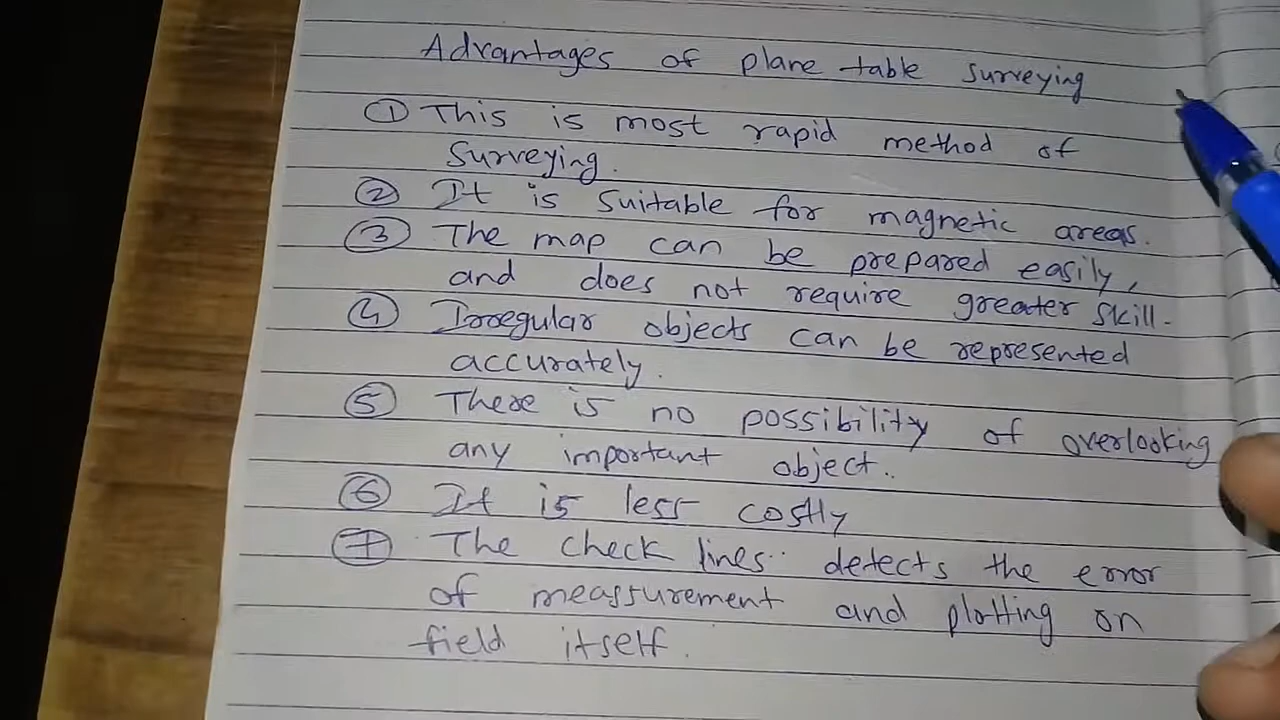 Advantages of plane table surveying
① This is most rapid method of
surveying.
② It is suitable for magnetic areas.
③ The map can be prepared easily,
and does not require greater skill.
④ Irregular objects can be represented
accurately.
⑤ There is no possibility of overlooking
any important object..
⑥ It is less costly
⑦ The check lines detects the error
of meassurement and plotting on
field itself.